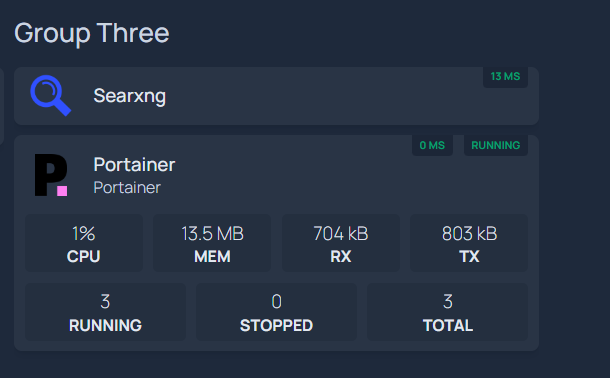 Group Three
13 MS
Searxng
0 MS RUNNING
Portainer
Portainer
1% 13.5 MB 704 kB 803 kB
CPU MEM RX TX
3 0 3
RUNNING STOPPED TOTAL